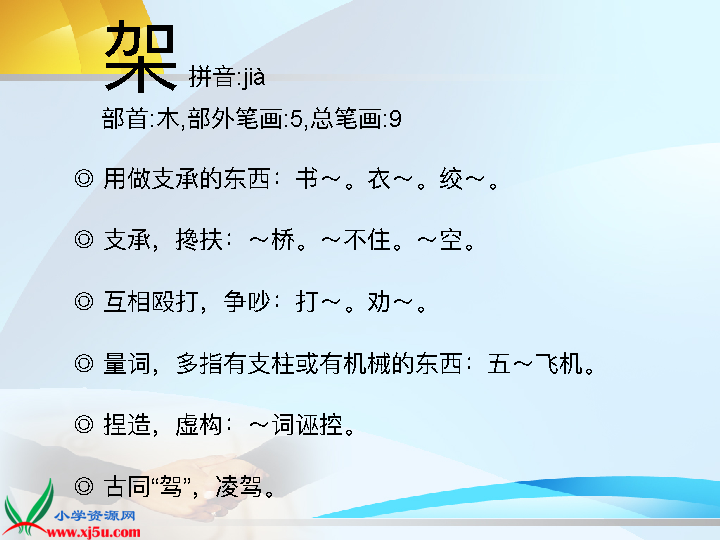 架 拼音:jià
部首:木,部外笔画:5,总笔画:9
◎ 用做支承的东西：书～。衣～。绞～。
◎ 支承，搀扶：～桥。～不住。～空。
◎ 互相殴打，争吵：打～。劝～。
◎ 量词，多指有支柱或有机械的东西：五～飞机。
◎ 捏造，虚构：～词诬控。
◎ 古同“驾”，凌驾。
小学资源网
www.xj5u.com